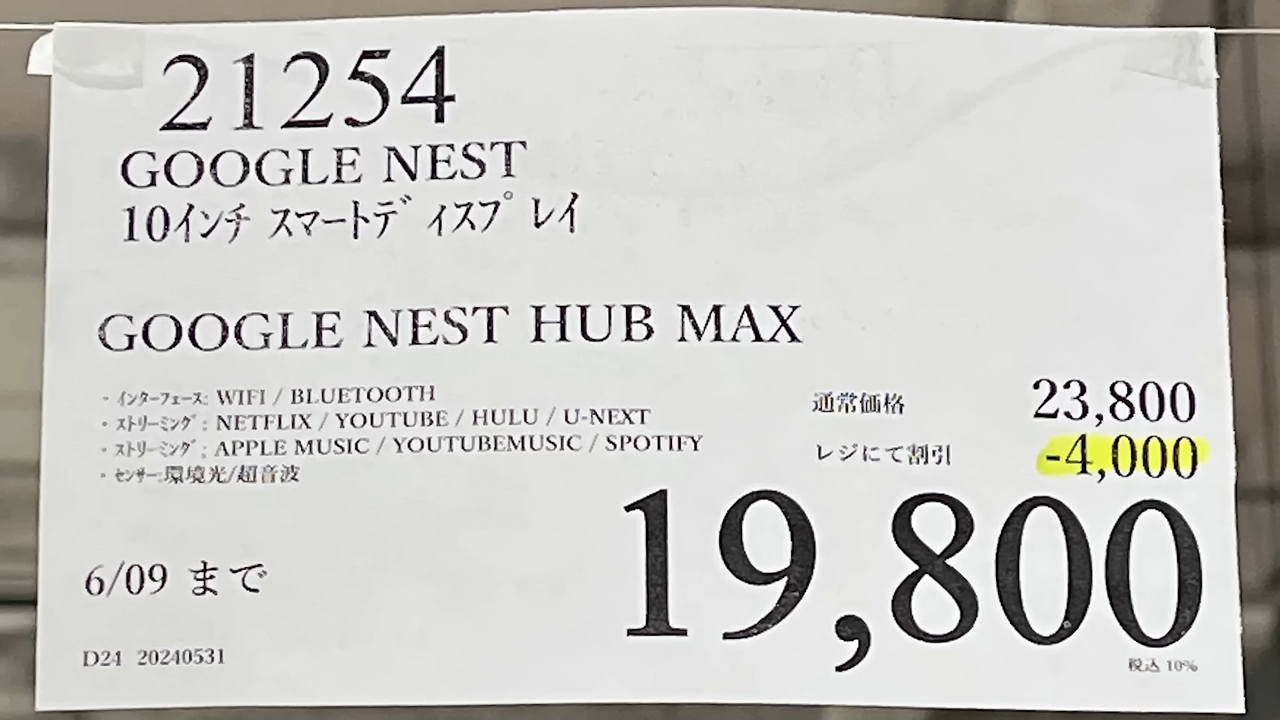 21254
GOOGLE NEST
10インチ スマートディスプレイ
GOOGLE NEST HUB MAX
・インターフェース: WIFI / BLUETOOTH
・ストリーミング: NETFLIX / YOUTUBE / HULU / U-NEXT
・ストリーミング: APPLE MUSIC / YOUTUBEMUSIC / SPOTIFY
・センサー:環境光/超音波
通常価格 23,800
レジにて割引 -4,000
19,800
税込 10%
6/09 まで
D24 20240531